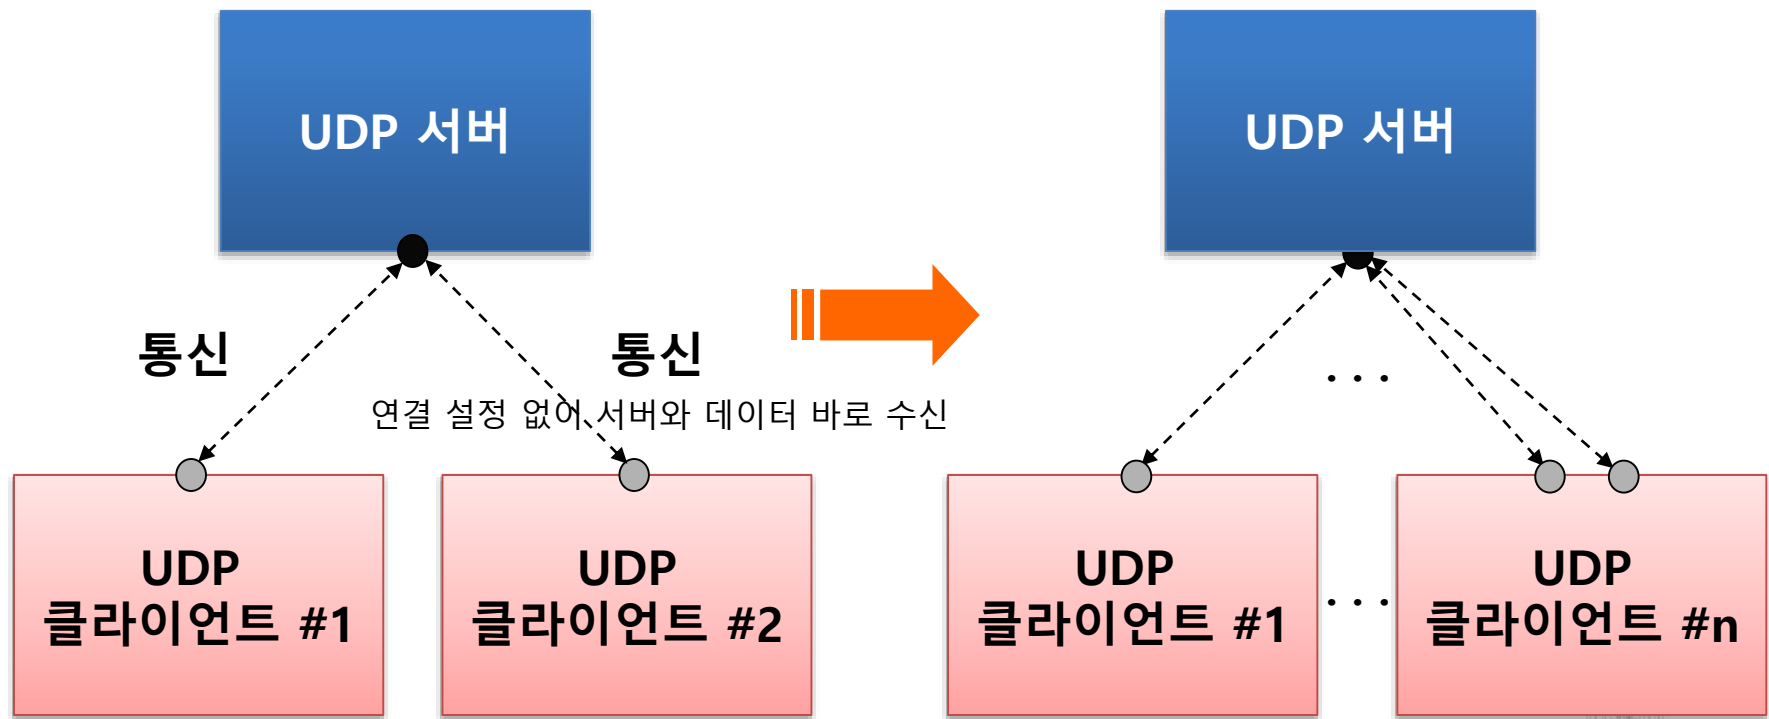 UDP 서버
통신
통신
연결 설정 없이 서버와 데이터 바로 수신
UDP
클라이언트 #1
UDP
클라이언트 #2
UDP 서버
...
UDP
클라이언트 #1
...
UDP
클라이언트 #n